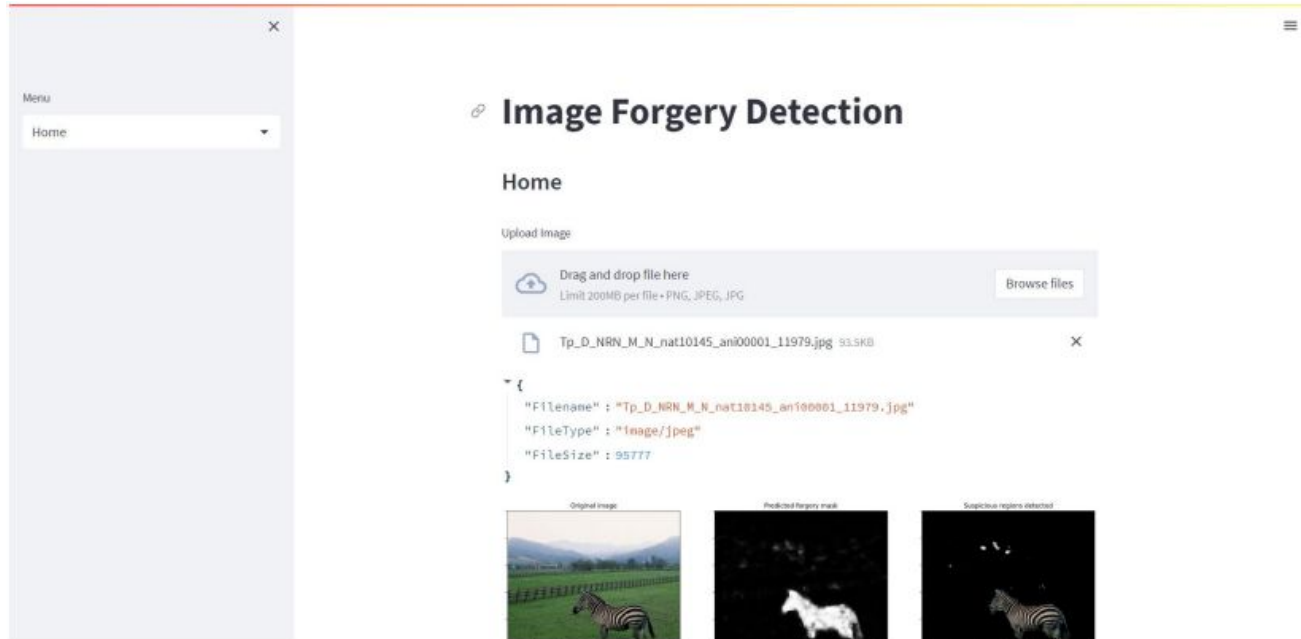 Menu
Home
Image Forgery Detection
Home
Upload Image
Drag and drop file here
Limit 200MB per file • PNG, JPEG, JPG
Browse files
Tp_D_NRN_M_N_nat10145_ani00001_11979.jpg 93.5KB
{
"Filename" : "Tp_D_NRN_M_N_nat10145_ani00001_11979.jpg"
"FileType" : "image/jpeg"
"FileSize" : 95777
}
Original image
Predicted forgery mask
Suspicious regions detected